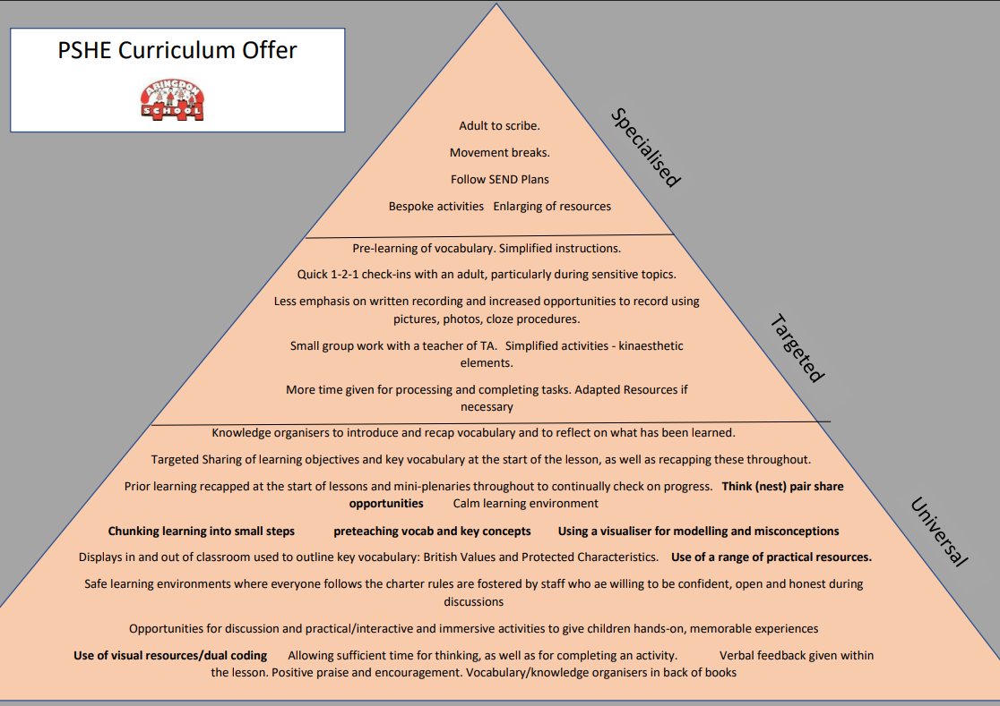 PSHE Curriculum Offer
ABINGDON
SCHOOL
Adult to scribe.
Movement breaks.
Follow SEND Plans
Bespoke activities Enlarging of resources
Specialised
Pre-learning of vocabulary. Simplified instructions.
Quick 1-2-1 check-ins with an adult, particularly during sensitive topics.
Less emphasis on written recording and increased opportunities to record using
pictures, photos, cloze procedures.
Small group work with a teacher of TA. Simplified activities - kinaesthetic
elements.
More time given for processing and completing tasks. Adapted Resources if
necessary
Targeted
Knowledge organisers to introduce and recap vocabulary and to reflect on what has been learned.
Targeted Sharing of learning objectives and key vocabulary at the start of the lesson, as well as recapping these throughout.
Prior learning recapped at the start of lessons and mini-plenaries throughout to continually check on progress. Think (nest) pair share
opportunities Calm learning environment
Chunking learning into small steps preteaching vocab and key concepts Using a visualiser for modelling and misconceptions
Displays in and out of classroom used to outline key vocabulary: British Values and Protected Characteristics. Use of a range of practical resources.
Safe learning environments where everyone follows the charter rules are fostered by staff who ae willing to be confident, open and honest during
discussions
Opportunities for discussion and practical/interactive and immersive activities to give children hands-on, memorable experiences
Use of visual resources/dual coding Allowing sufficient time for thinking, as well as for completing an activity. Verbal feedback given within
the lesson. Positive praise and encouragement. Vocabulary/knowledge organisers in back of books
Universal